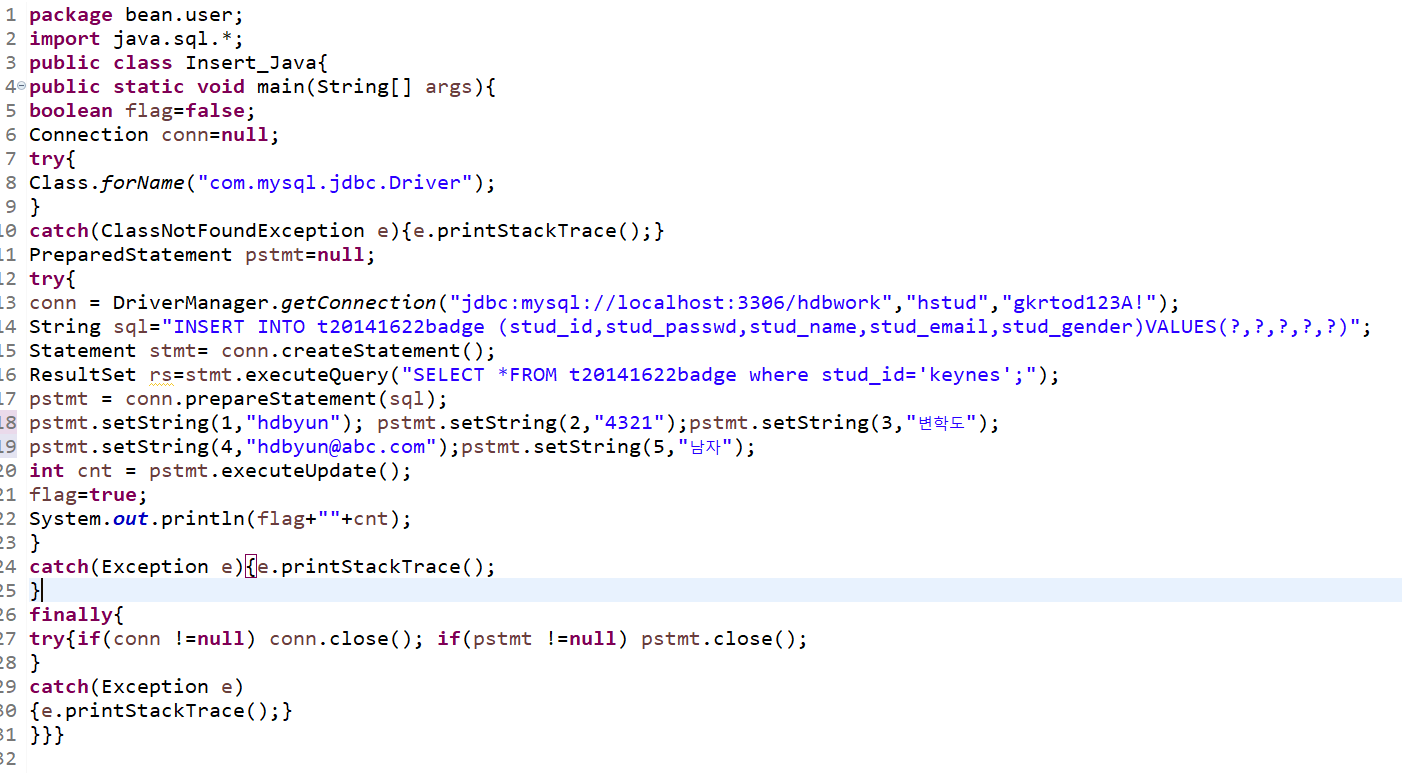 1 package bean.user;
2 import java.sql.*;
3 public class Insert_Java{
4 public static void main(String[] args){
5 boolean flag=false;
6 Connection conn=null;
7 try{
8 Class.forName("com.mysql.jdbc.Driver");
9 }
10 catch(ClassNotFoundException e){e.printStackTrace();}
11 PreparedStatement pstmt=null;
12 try{
13 conn = DriverManager.getConnection("jdbc:mysql://localhost:3306/hdbwork","hstud","gkrtod123A!");
14 String sql="INSERT INTO t20141622badge (stud_id,stud_passwd,stud_name,stud_email,stud_gender)VALUES(?,?,?,?,?)";
15 Statement stmt= conn.createStatement();
16 ResultSet rs=stmt.executeQuery("SELECT *FROM t20141622badge where stud_id='keynes';");
17 pstmt = conn.prepareStatement(sql);
18 pstmt.setString(1,"hdbyun"); pstmt.setString(2,"4321");pstmt.setString(3,"변학도");
19 pstmt.setString(4,"hdbyun@abc.com");pstmt.setString(5,"남자");
20 int cnt = pstmt.executeUpdate();
21 flag=true;
22 System.out.println(flag+""+cnt);
23 }
24 catch(Exception e){e.printStackTrace();
25 }
26 finally{
27 try{if(conn !=null) conn.close(); if(pstmt !=null) pstmt.close();
28 }
29 catch(Exception e)
30 {e.printStackTrace();}
31 }}}
32